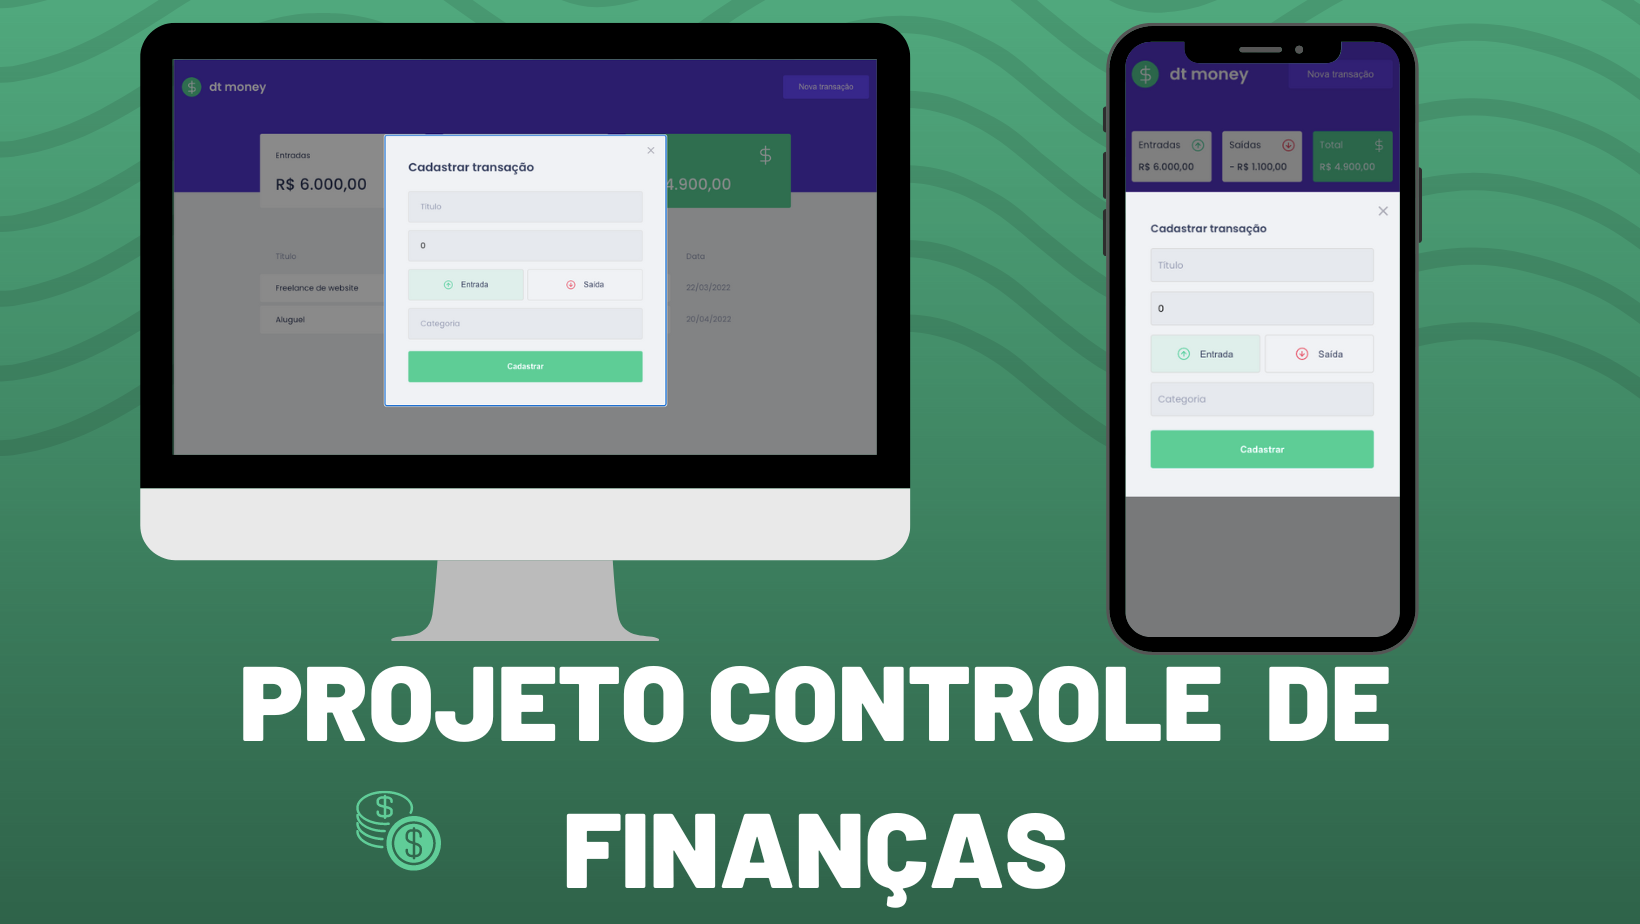 dt money
Nova transação
Entradas
R$ 6.000,00
4.900,00
Cadastrar transação
Título
0
Entrada
Saída
Categoria
Cadastrar
Título
Data
Freelance de website
22/03/2022
Aluguel
20/04/2022
dt money
Nova transação
Entradas
Saídas
Total
R$ 6.000,00
- R$ 1.100,00
R$ 4.900,00
Cadastrar transação
Título
0
Entrada
Saída
Categoria
Cadastrar
PROJETO CONTROLE DE
FINANÇAS